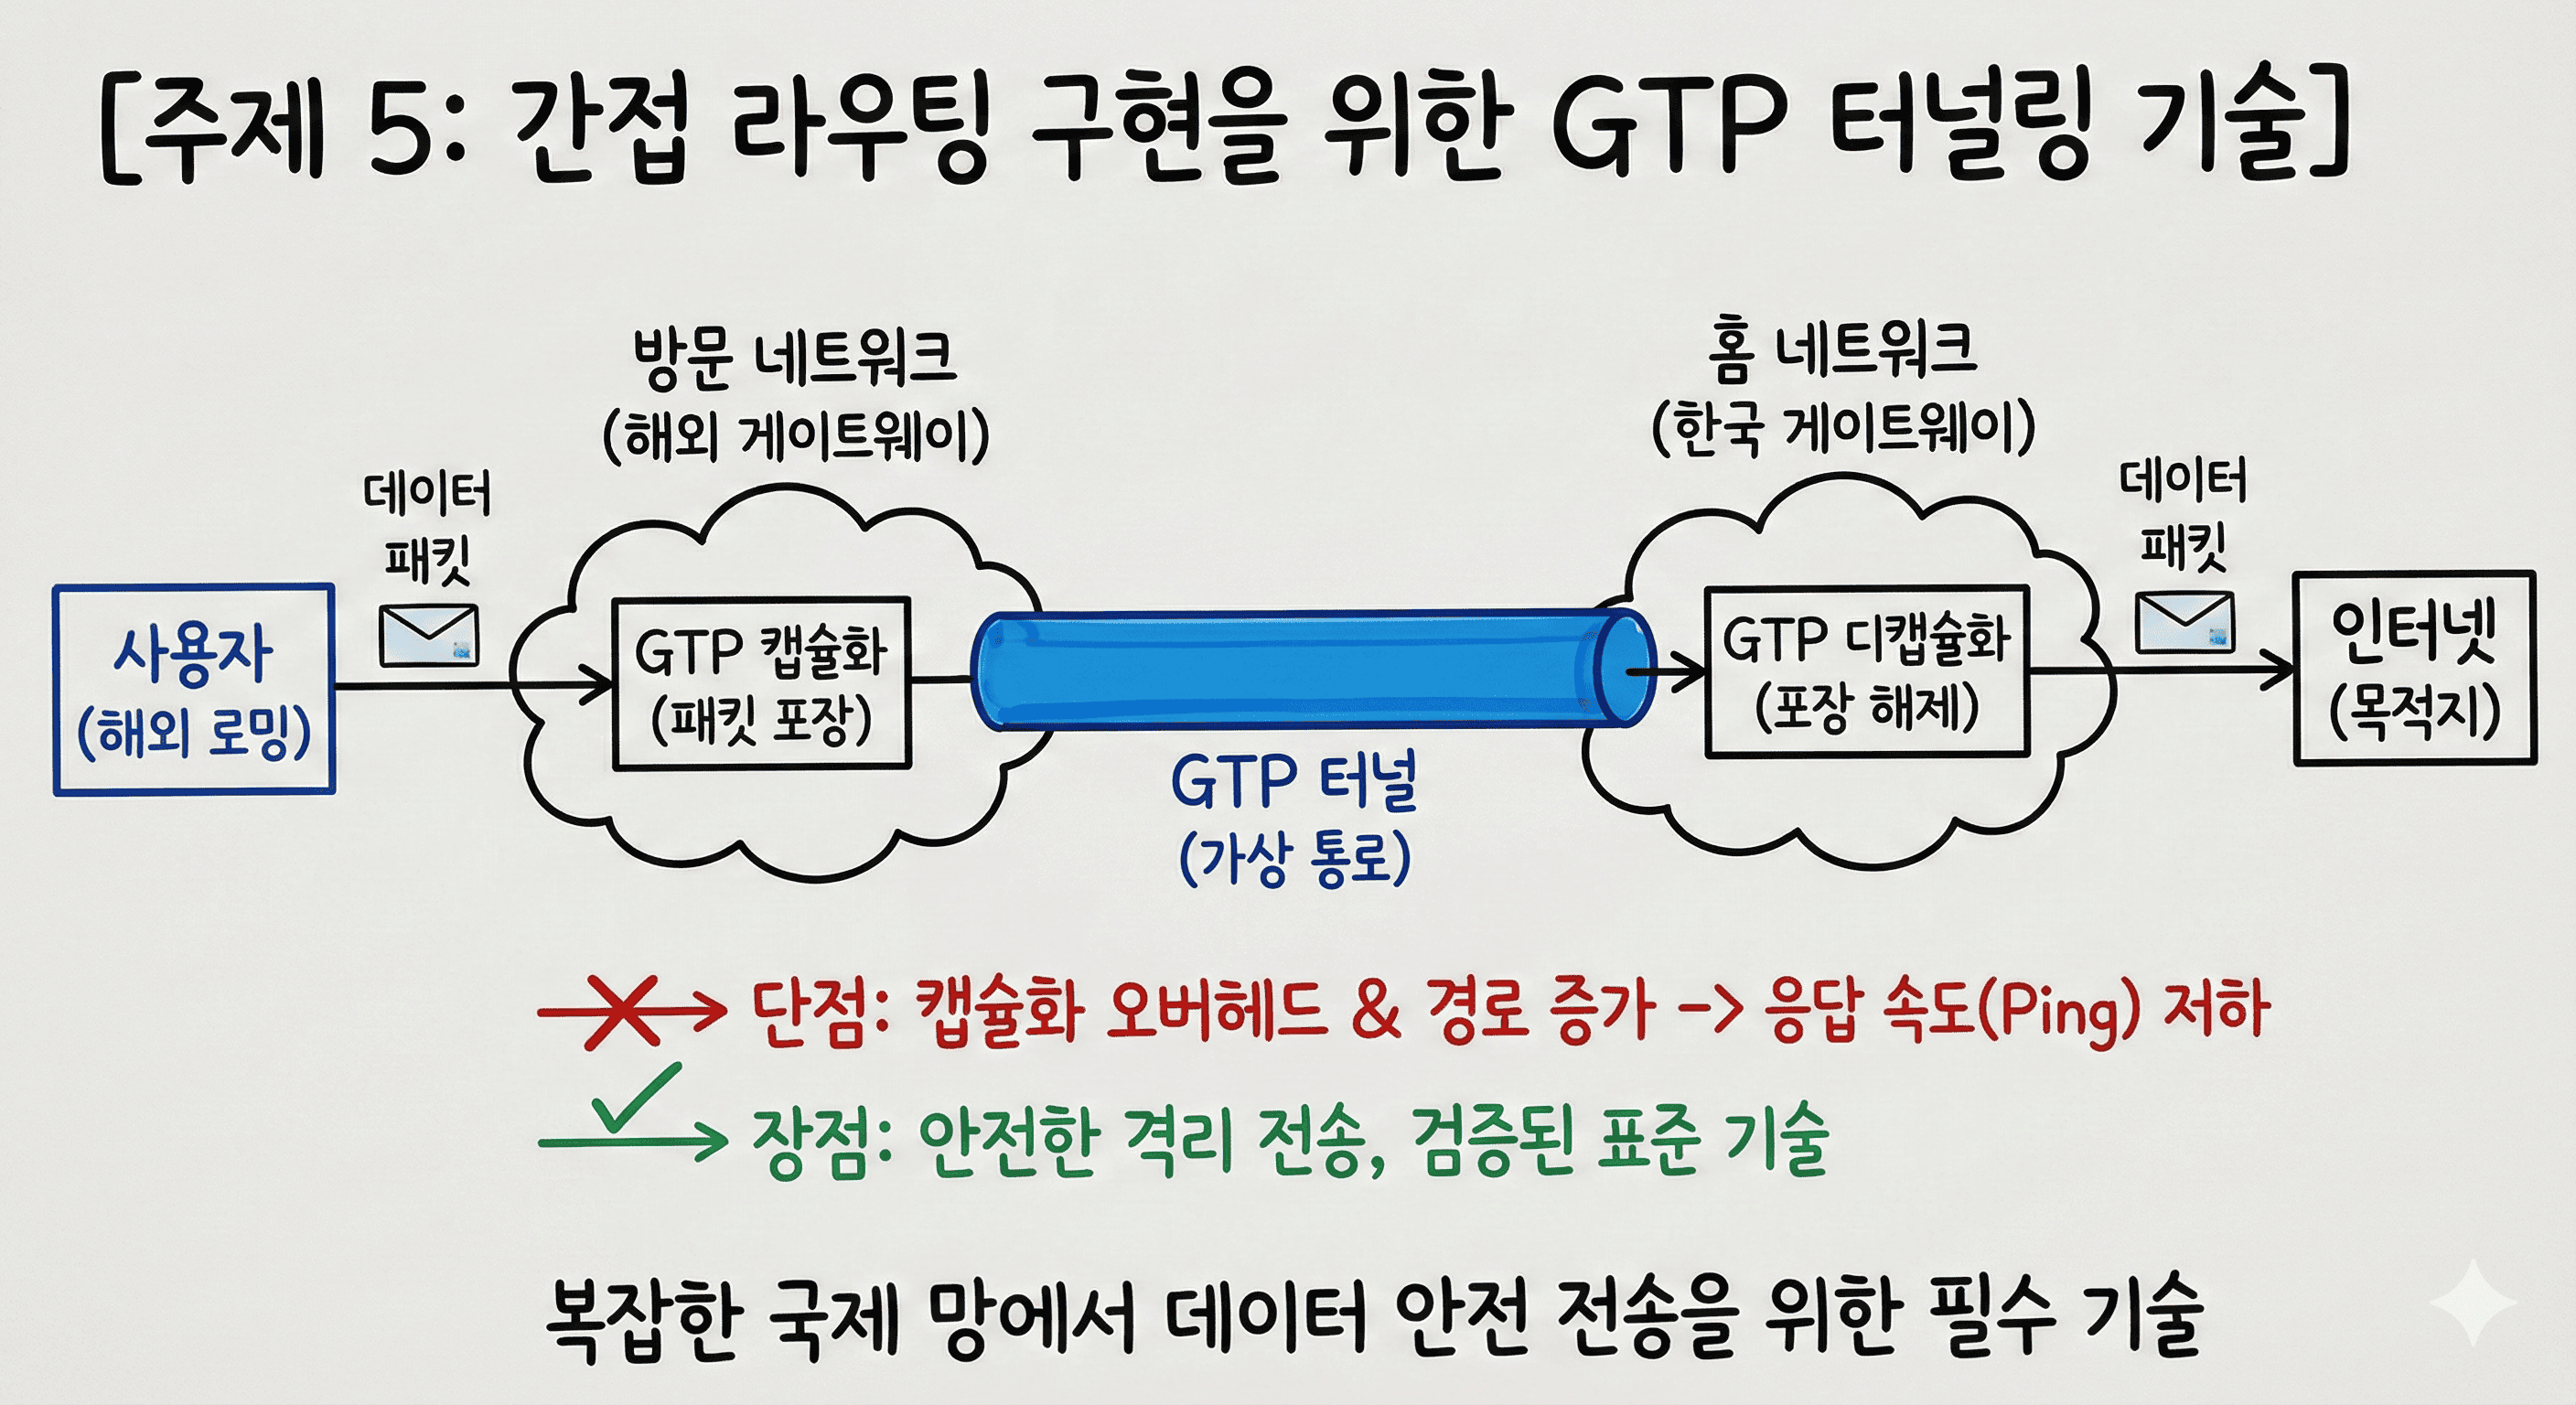 [주제 5: 간접 라우팅 구현을 위한 GTP 터널링 기술]
방문 네트워크
(해외 게이트웨이)
홈 네트워크
(한국 게이트웨이)
데이터
패킷
데이터
패킷
사용자
(해외 로밍)
GTP 캡슐화
(패킷 포장)
GTP 디캡슐화
(포장 해제)
인터넷
(목적지)
GTP 터널
(가상 통로)
단점: 캡슐화 오버헤드 & 경로 증가 -> 응답 속도(Ping) 저하
장점: 안전한 격리 전송, 검증된 표준 기술
복잡한 국제 망에서 데이터 안전 전송을 위한 필수 기술